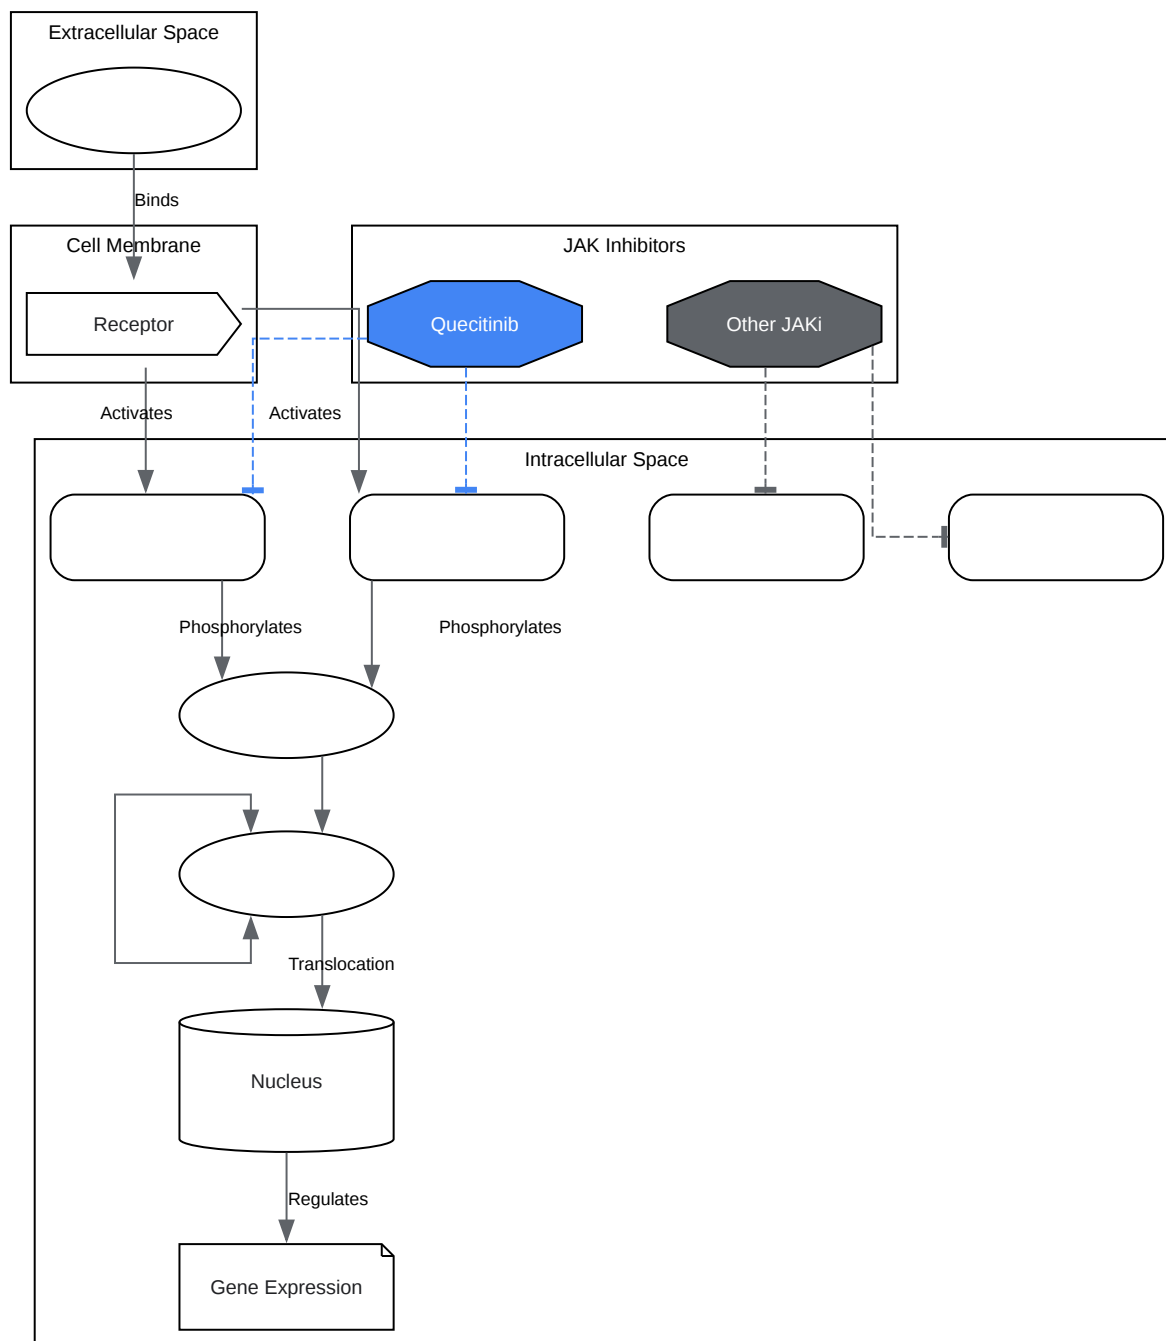 Extracellular Space
Binds
Cell Membrane
JAK Inhibitors
Receptor
Quecitinib
Other JAKi
Activates
Activates
Intracellular Space
Phosphorylates
Phosphorylates
Translocation
Nucleus
Regulates
Gene Expression